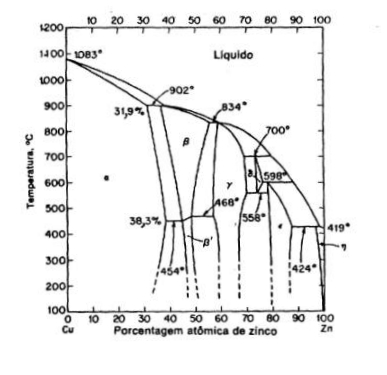 10 20 30 40 50 60 70 80 90 100
1200
1100
1000
900
800
700
600
500
400
300
200
100
Temperatura, °C
1083°
Líquido
902°
834°
31,9%
700°
β
δ
598°
α
γ
468°
558°
38,3%
β'
454°
ε
419°
424°
η
0 10 20 30 40 50 60 70 80 90 100
Cu Porcentagem atômica de zinco Zn